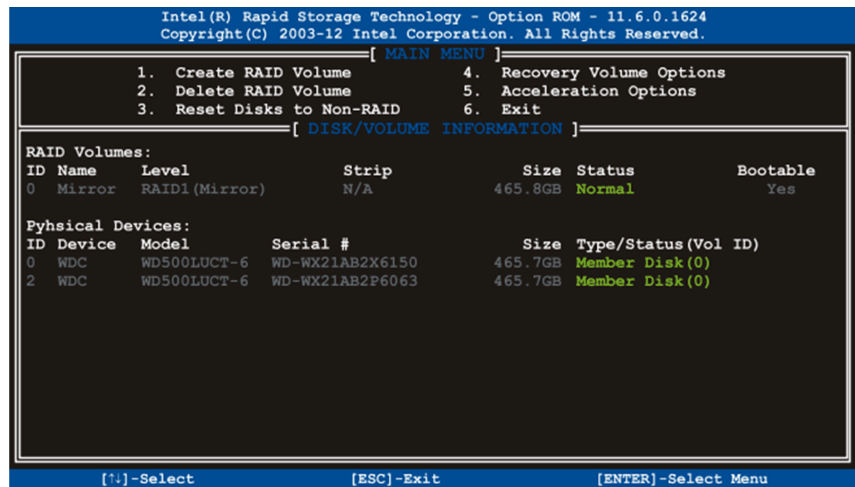 Intel(R) Rapid Storage Technology - Option ROM - 11.6.0.1624
Copyright(C) 2003-12 Intel Corporation. All Rights Reserved.
[ MAIN MENU ]
1. Create RAID Volume 4. Recovery Volume Options
2. Delete RAID Volume 5. Acceleration Options
3. Reset Disks to Non-RAID 6. Exit
[ DISK/VOLUME INFORMATION ]
RAID Volumes:
ID Name Level Strip Size Status Bootable
0 Mirror RAID1(Mirror) N/A 465.8GB Normal Yes
Pyhsical Devices:
ID Device Model Serial # Size Type/Status(Vol ID)
0 WDC WD500LUCT-6 WD-WX21AB2X6150 465.7GB Member Disk(0)
2 WDC WD500LUCT-6 WD-WX21AB2P6063 465.7GB Member Disk(0)
[↑↓]-Select [ESC]-Exit [ENTER]-Select Menu